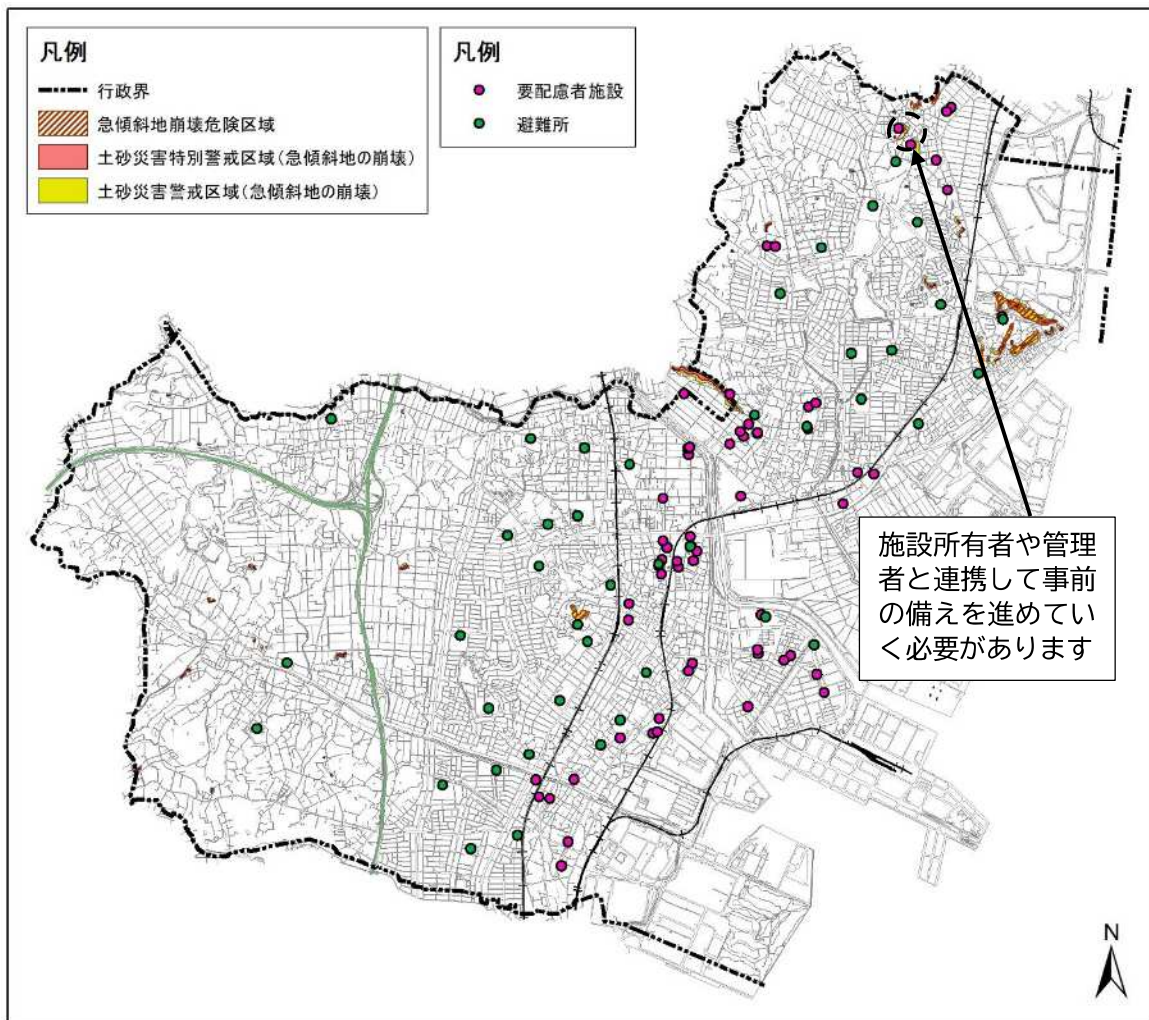 凡例
行政界
急傾斜地崩壊危険区域
土砂災害特別警戒区域(急傾斜地の崩壊)
土砂災害警戒区域(急傾斜地の崩壊)
凡例
要配慮者施設
避難所
施設所有者や管理
者と連携して事前
の備えを進めてい
く必要があります
N